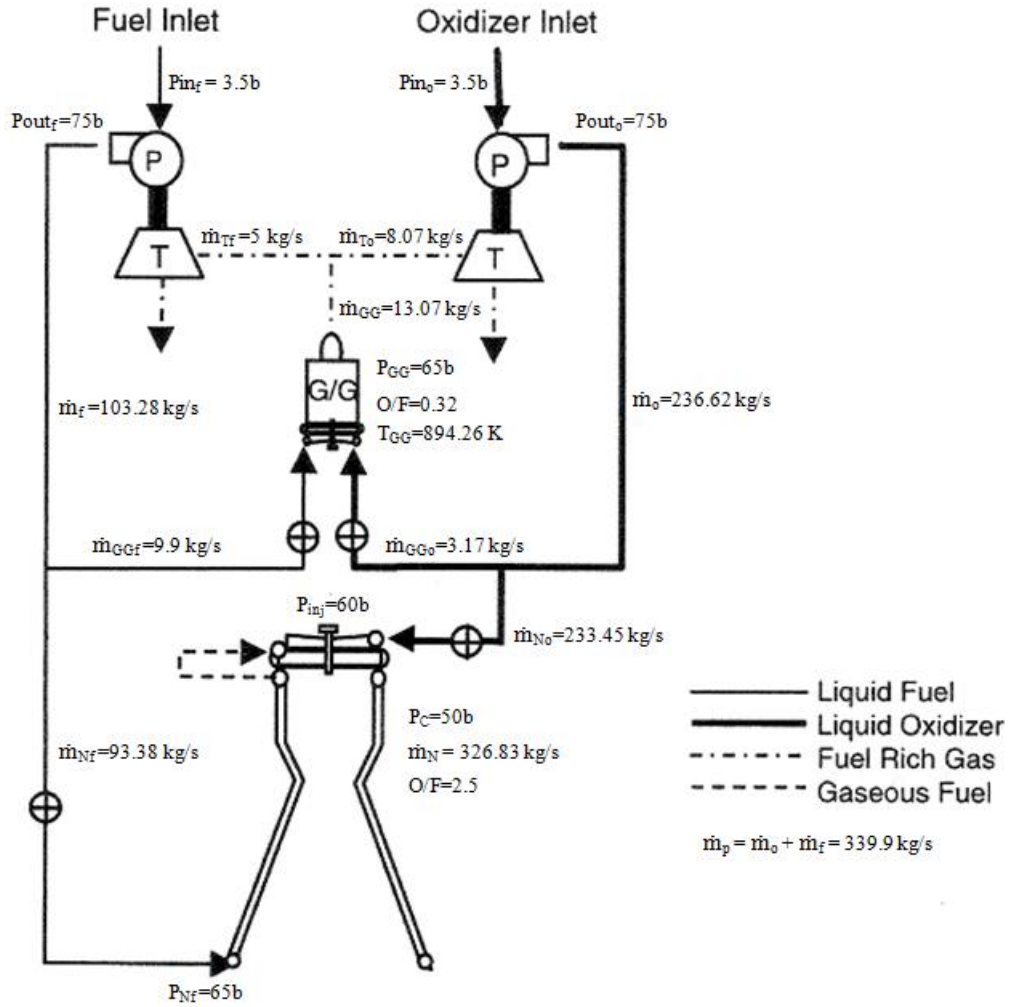 Fuel Inlet
Oxidizer Inlet
Pin_f = 3.5b
Pin_o= 3.5b
Pout_f=75b
Pout_o=75b
P
P
T
T
ṁ_Tf=5 kg/s
ṁ_To=8.07 kg/s
ṁ_GG=13.07 kg/s
P_GG=65b
G/G
O/F=0.32
T_GG=894.26 K
ṁ_f=103.28 kg/s
ṁ_o=236.62 kg/s
ṁ_GGf=9.9 kg/s
ṁ_GGo=3.17 kg/s
P_inj=60b
ṁ_No=233.45 kg/s
P_C=50b
ṁ_Nf=93.38 kg/s
ṁ_N = 326.83 kg/s
O/F=2.5
Liquid Fuel
Liquid Oxidizer
Fuel Rich Gas
Gaseous Fuel
ṁ_p = ṁ_o + ṁ_f = 339.9 kg/s
P_Nf=65b